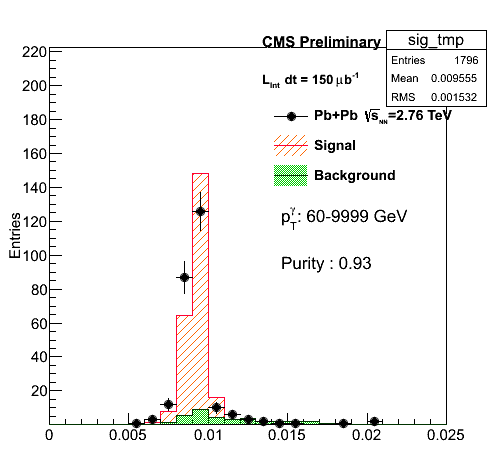 CMS Preliminary
sig_tmp
Entries 1796
Mean 0.009555
RMS 0.001532
L_Int dt = 150 μb⁻¹
Pb+Pb √s_NN=2.76 TeV
Signal
Background
p_T^γ: 60-9999 GeV
Purity : 0.93
Entries
220
200
180
160
140
120
100
80
60
40
20
0 0.005 0.01 0.015 0.02 0.025